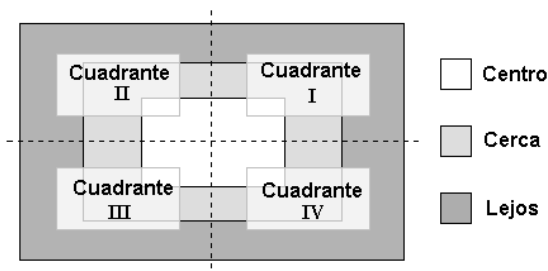 Cuadrante
II
Cuadrante
I
Centro
Cerca
Cuadrante
III
Cuadrante
IV
Lejos